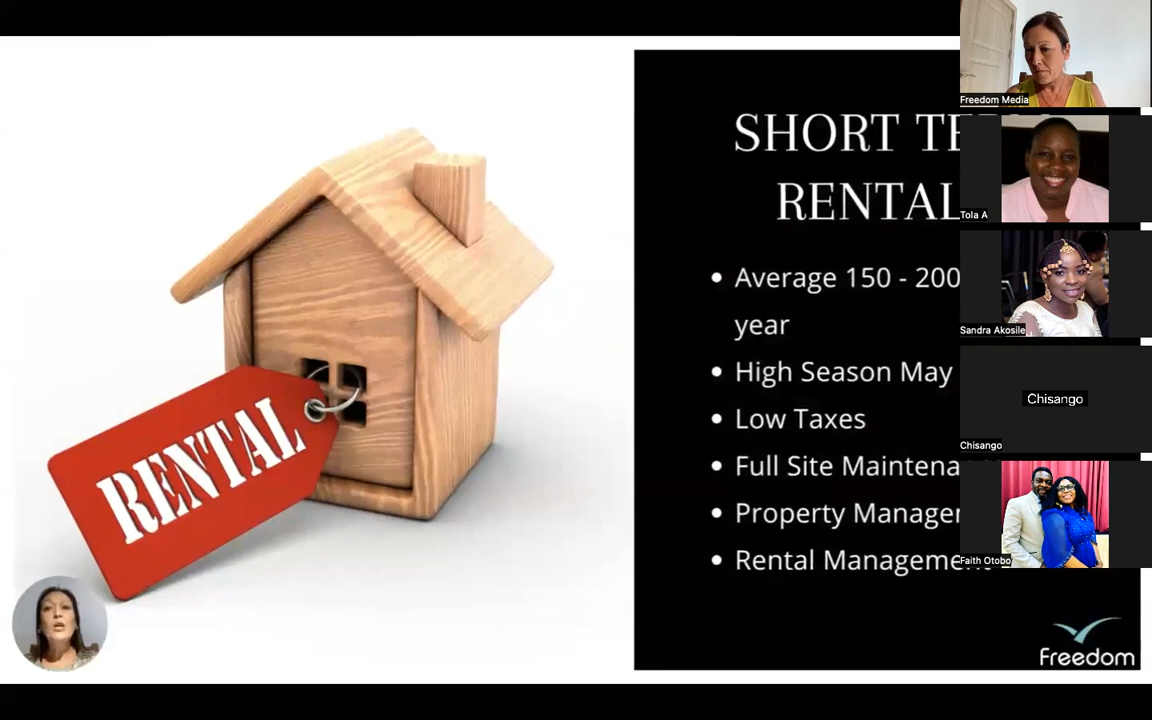 SHORT TE
RENTAL
Average 150 - 200
year
High Season May
Low Taxes
Full Site Maintena
Property Manager
Rental Manageme
RENTAL
Freedom
Freedom Media
Tola A
Sandra Akosile
Chisango
Chisango
Faith Otobo